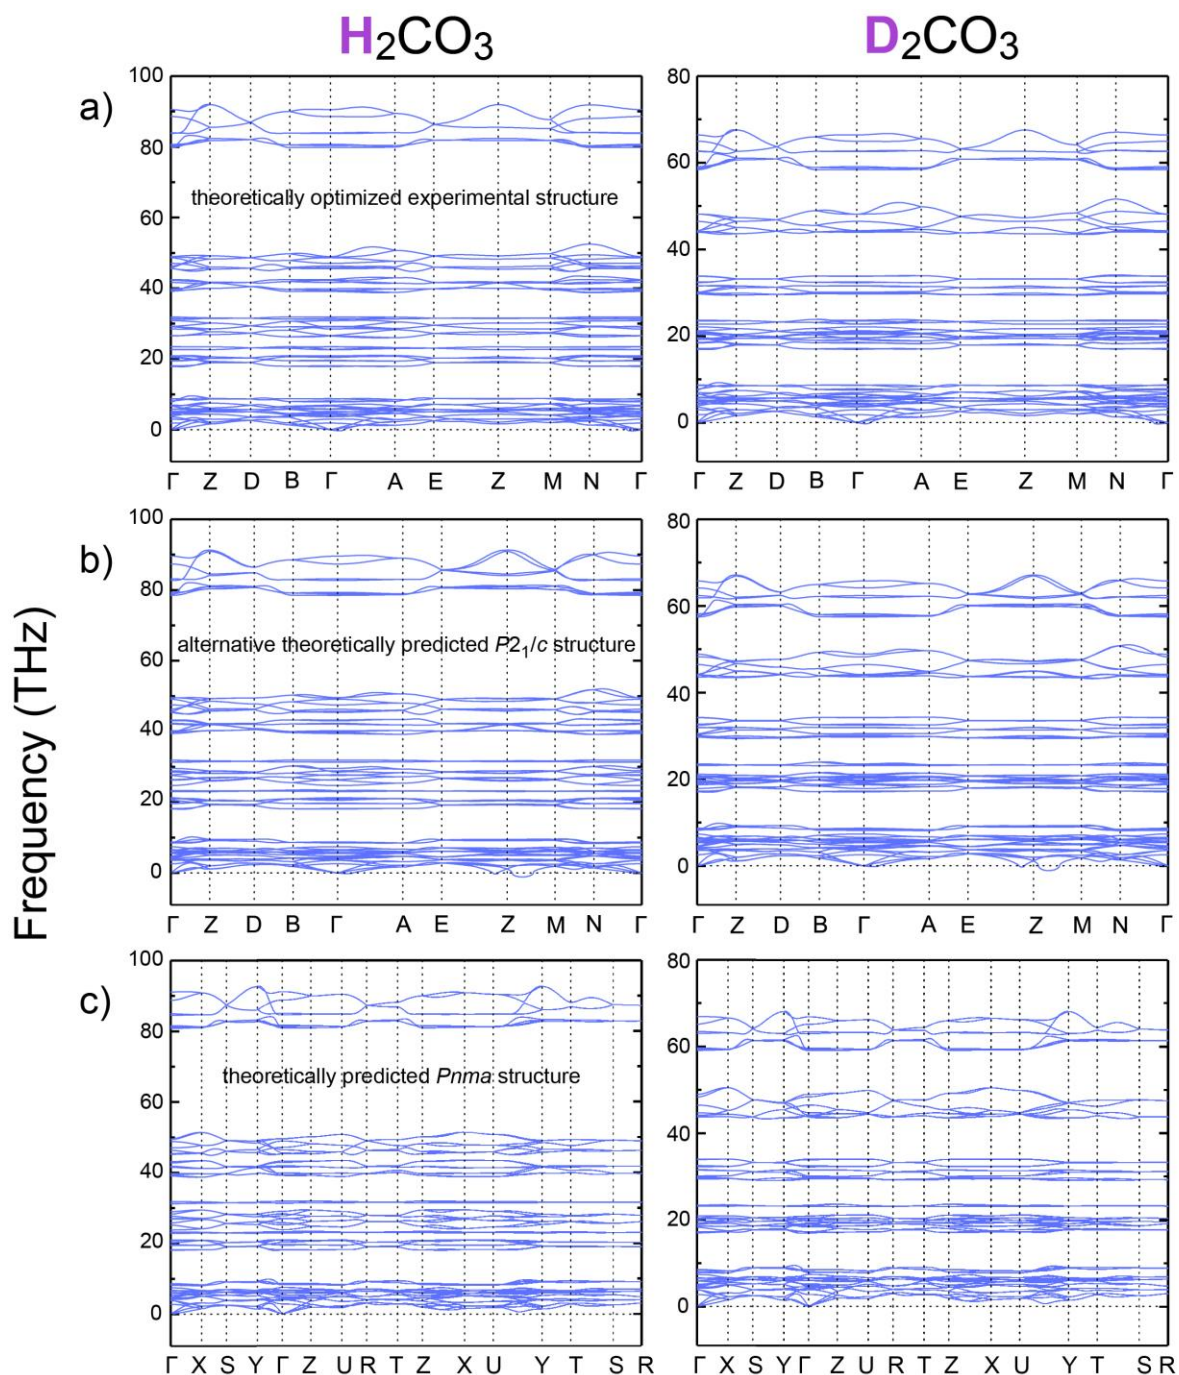 H₂CO₃ D₂CO₃
a)
100
80
60
40
20
0
theoretically optimized experimental structure
Γ Z D B Γ A E Z M N Γ
80
60
40
20
0
Γ Z D B Γ A E Z M N Γ
b)
100
80
60
40
20
0
alternative theoretically predicted P2₁/c structure
Γ Z D B Γ A E Z M N Γ
80
60
40
20
0
Γ Z D B Γ A E Z M N Γ
Frequency (THz)
c)
100
80
60
40
20
0
theoretically predicted Pnma structure
Γ X S Y Γ Z U R T Z X U Y T S R
80
60
40
20
0
Γ X S Y Γ Z U R T Z X U Y T S R